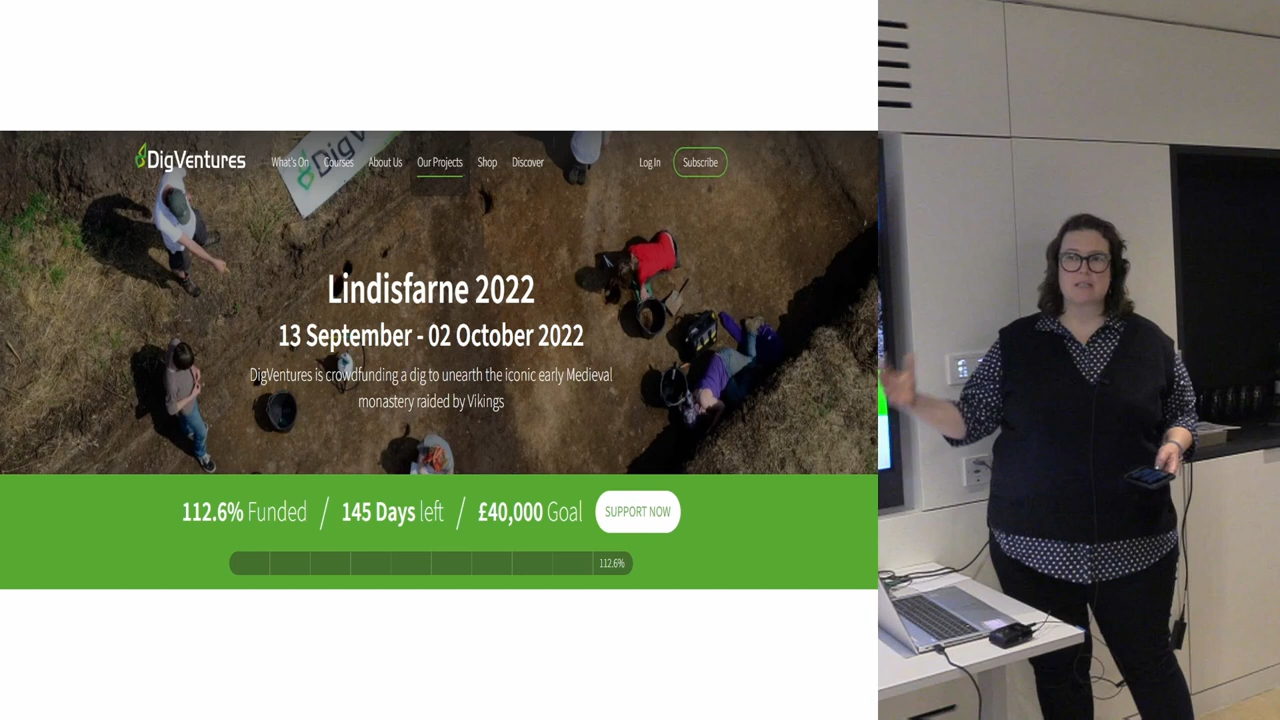 DigV
DigVentures What's On Courses About Us Our Projects Shop Discover Log In Subscribe
Lindisfarne 2022
13 September - 02 October 2022
DigVentures is crowdfunding a dig to unearth the iconic early Medieval
monastery raided by Vikings
112.6% Funded / 145 Days left / £40,000 Goal SUPPORT NOW
112.6%